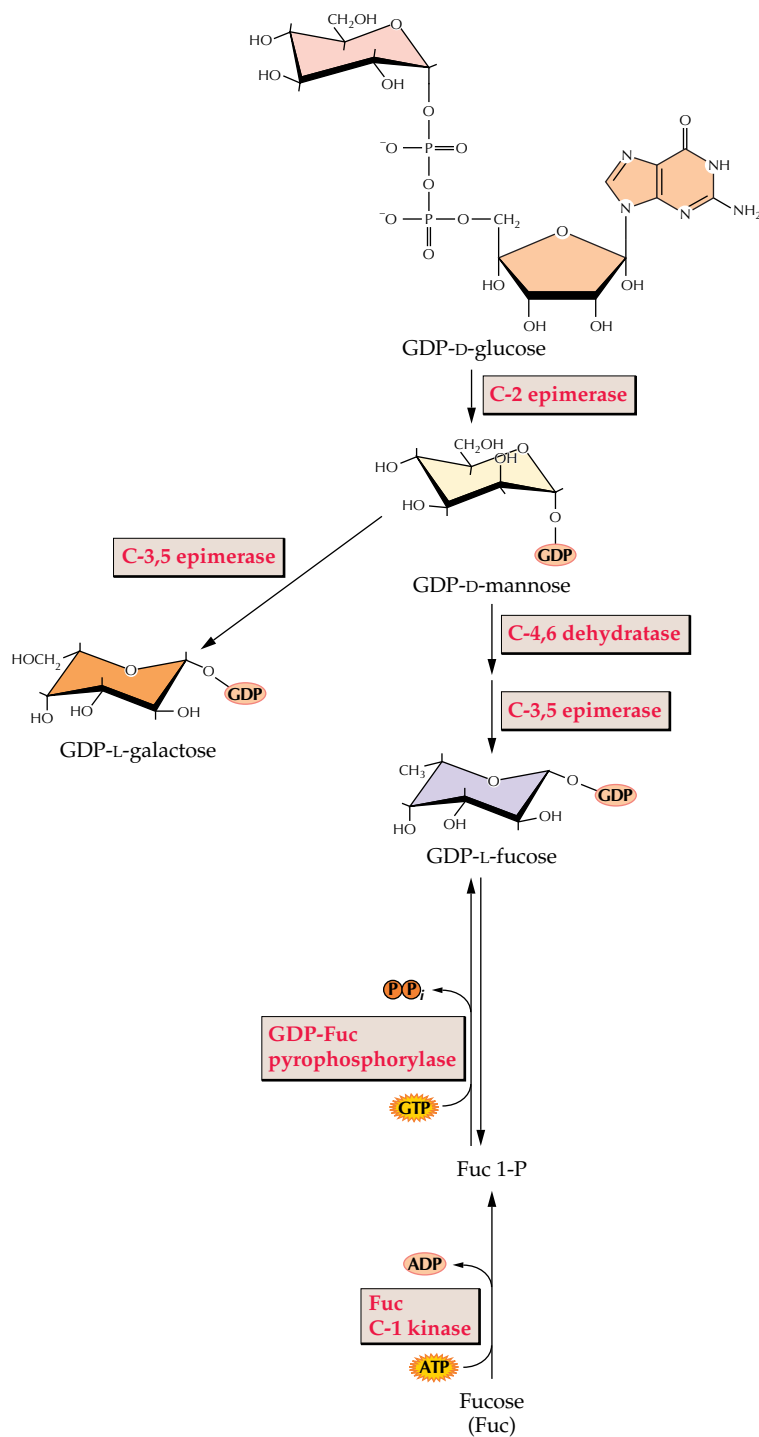 CH2OH
O
HO
HO
HO
OH
O
⁻O P O
O
O
N
NH
⁻O P O CH2
N
N
NH2
O
O
HO
OH
OH
OH
GDP-D-glucose
C-2 epimerase
CH2OH
O
OH
HO
HO
O
GDP
C-3,5 epimerase
GDP-D-mannose
C-4,6 dehydratase
HOCH2
O
O
GDP
OH
HO
HO
OH
C-3,5 epimerase
GDP-L-galactose
CH3
O
O
GDP
HO
OH
OH
GDP-L-fucose
P P i
GDP-Fuc
pyrophosphorylase
GTP
Fuc 1-P
ADP
Fuc
C-1 kinase
ATP
Fucose
(Fuc)